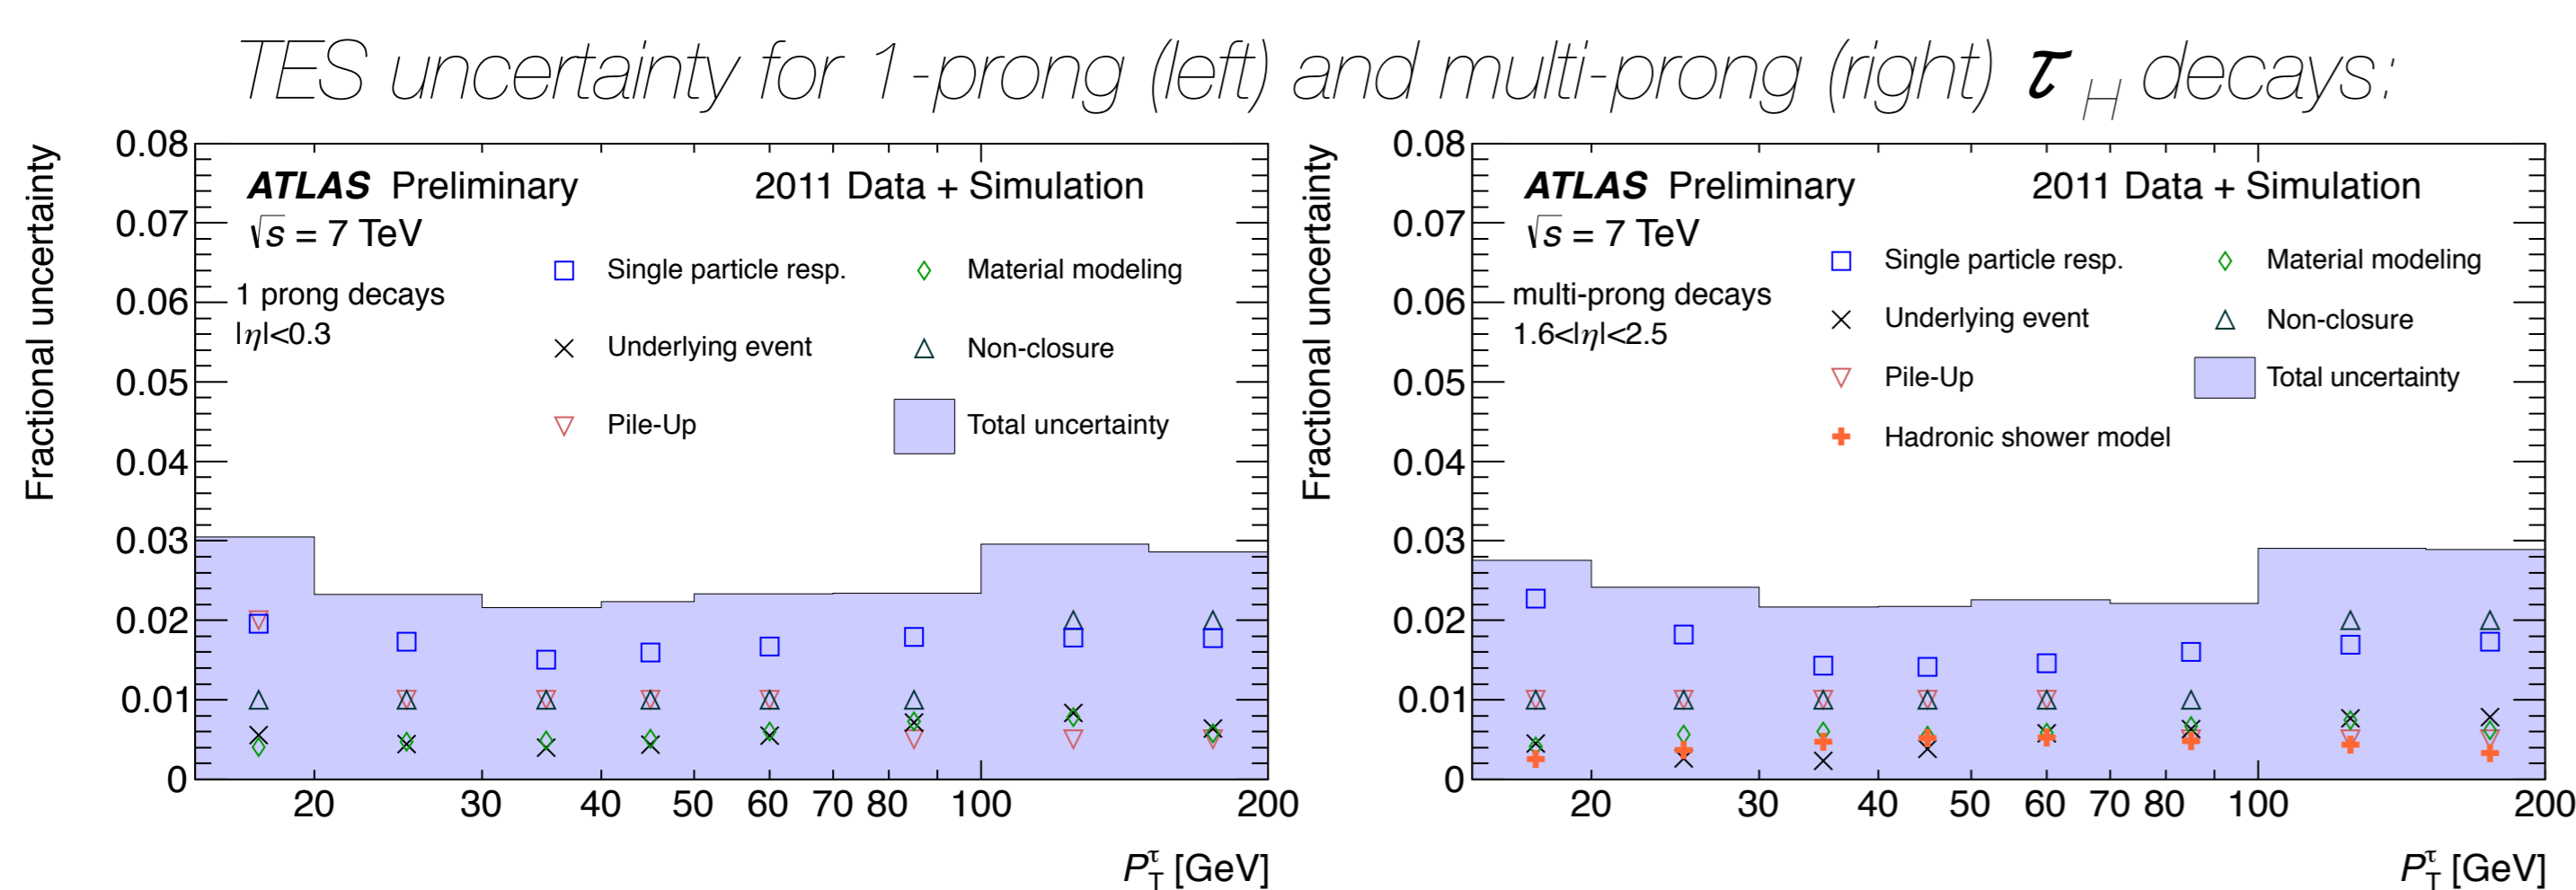 TES uncertainty for 1-prong (left) and multi-prong (right) τ H decays:
Fractional uncertainty
0.08
0.07
0.06
0.05
0.04
0.03
0.02
0.01
0
ATLAS Preliminary
2011 Data + Simulation
√s = 7 TeV
1 prong decays
|η|<0.3
Single particle resp.
Material modeling
Underlying event
Non-closure
Pile-Up
Total uncertainty
20 30 40 50 60 70 80 100 200
P_T^τ [GeV]
Fractional uncertainty
0.08
0.07
0.06
0.05
0.04
0.03
0.02
0.01
0
ATLAS Preliminary
2011 Data + Simulation
√s = 7 TeV
multi-prong decays
1.6<|η|<2.5
Single particle resp.
Material modeling
Underlying event
Non-closure
Pile-Up
Total uncertainty
Hadronic shower model
20 30 40 50 60 70 80 100 200
P_T^τ [GeV]